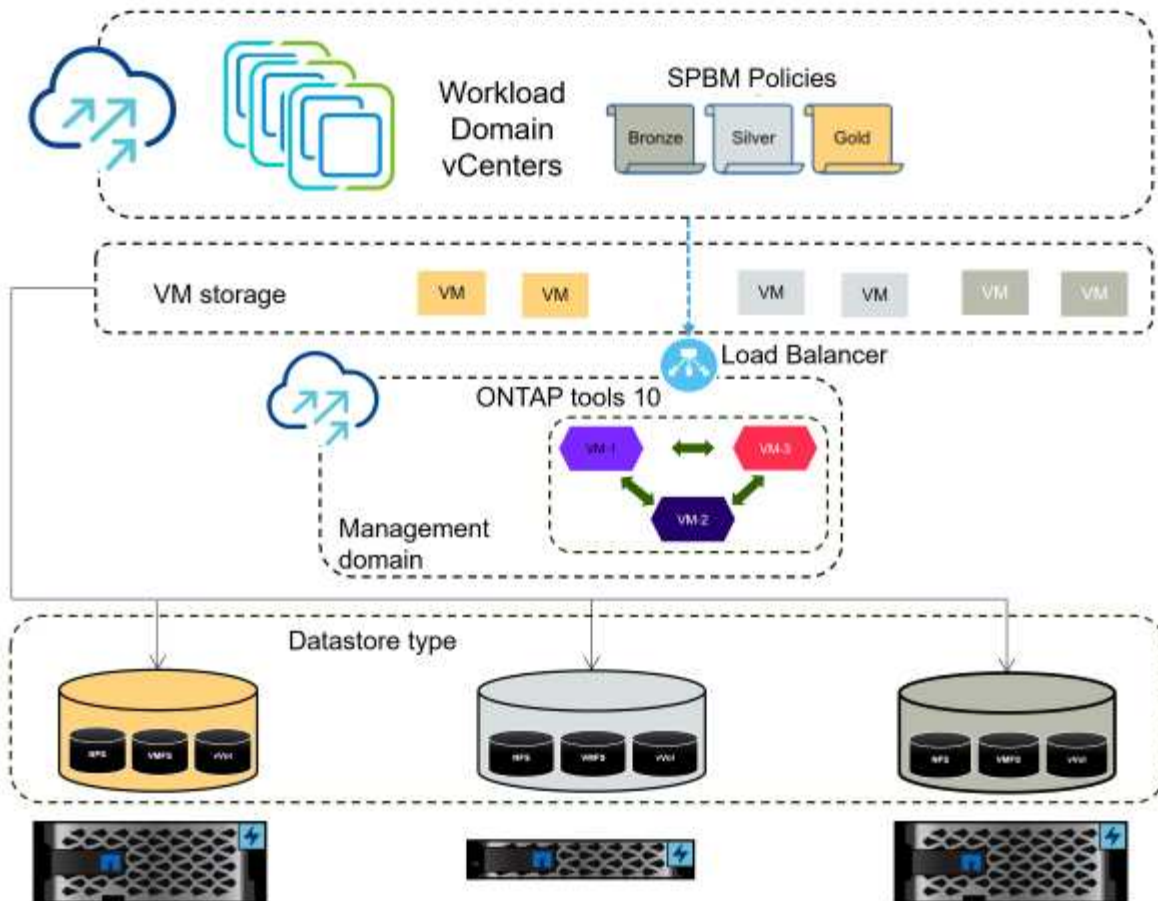 SPBM Policies
Workload
Domain
vCenters
Bronze
Silver
Gold
VM storage
VM
VM
VM
VM
VM
VM
Load Balancer
ONTAP tools 10
VM-1
VM-3
VM-2
Management
domain
Datastore type
NFS
VMFS
vVol
NFS
VMFS
vVol
NFS
VMFS
vVol